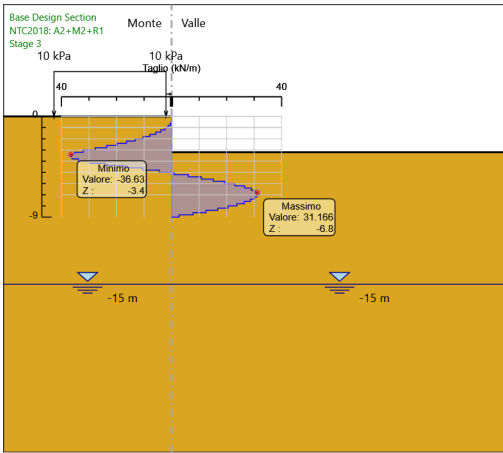 Base Design Section
NTC2018: A2+M2+R1
Stage 3
Monte
Valle
10 kPa
10 kPa
Taglio (kN/m)
40
40
0
Minimo
Valore: -36.63
Z : -3.4
Massimo
Valore: 31.166
Z : -6.8
-9
-15 m
-15 m